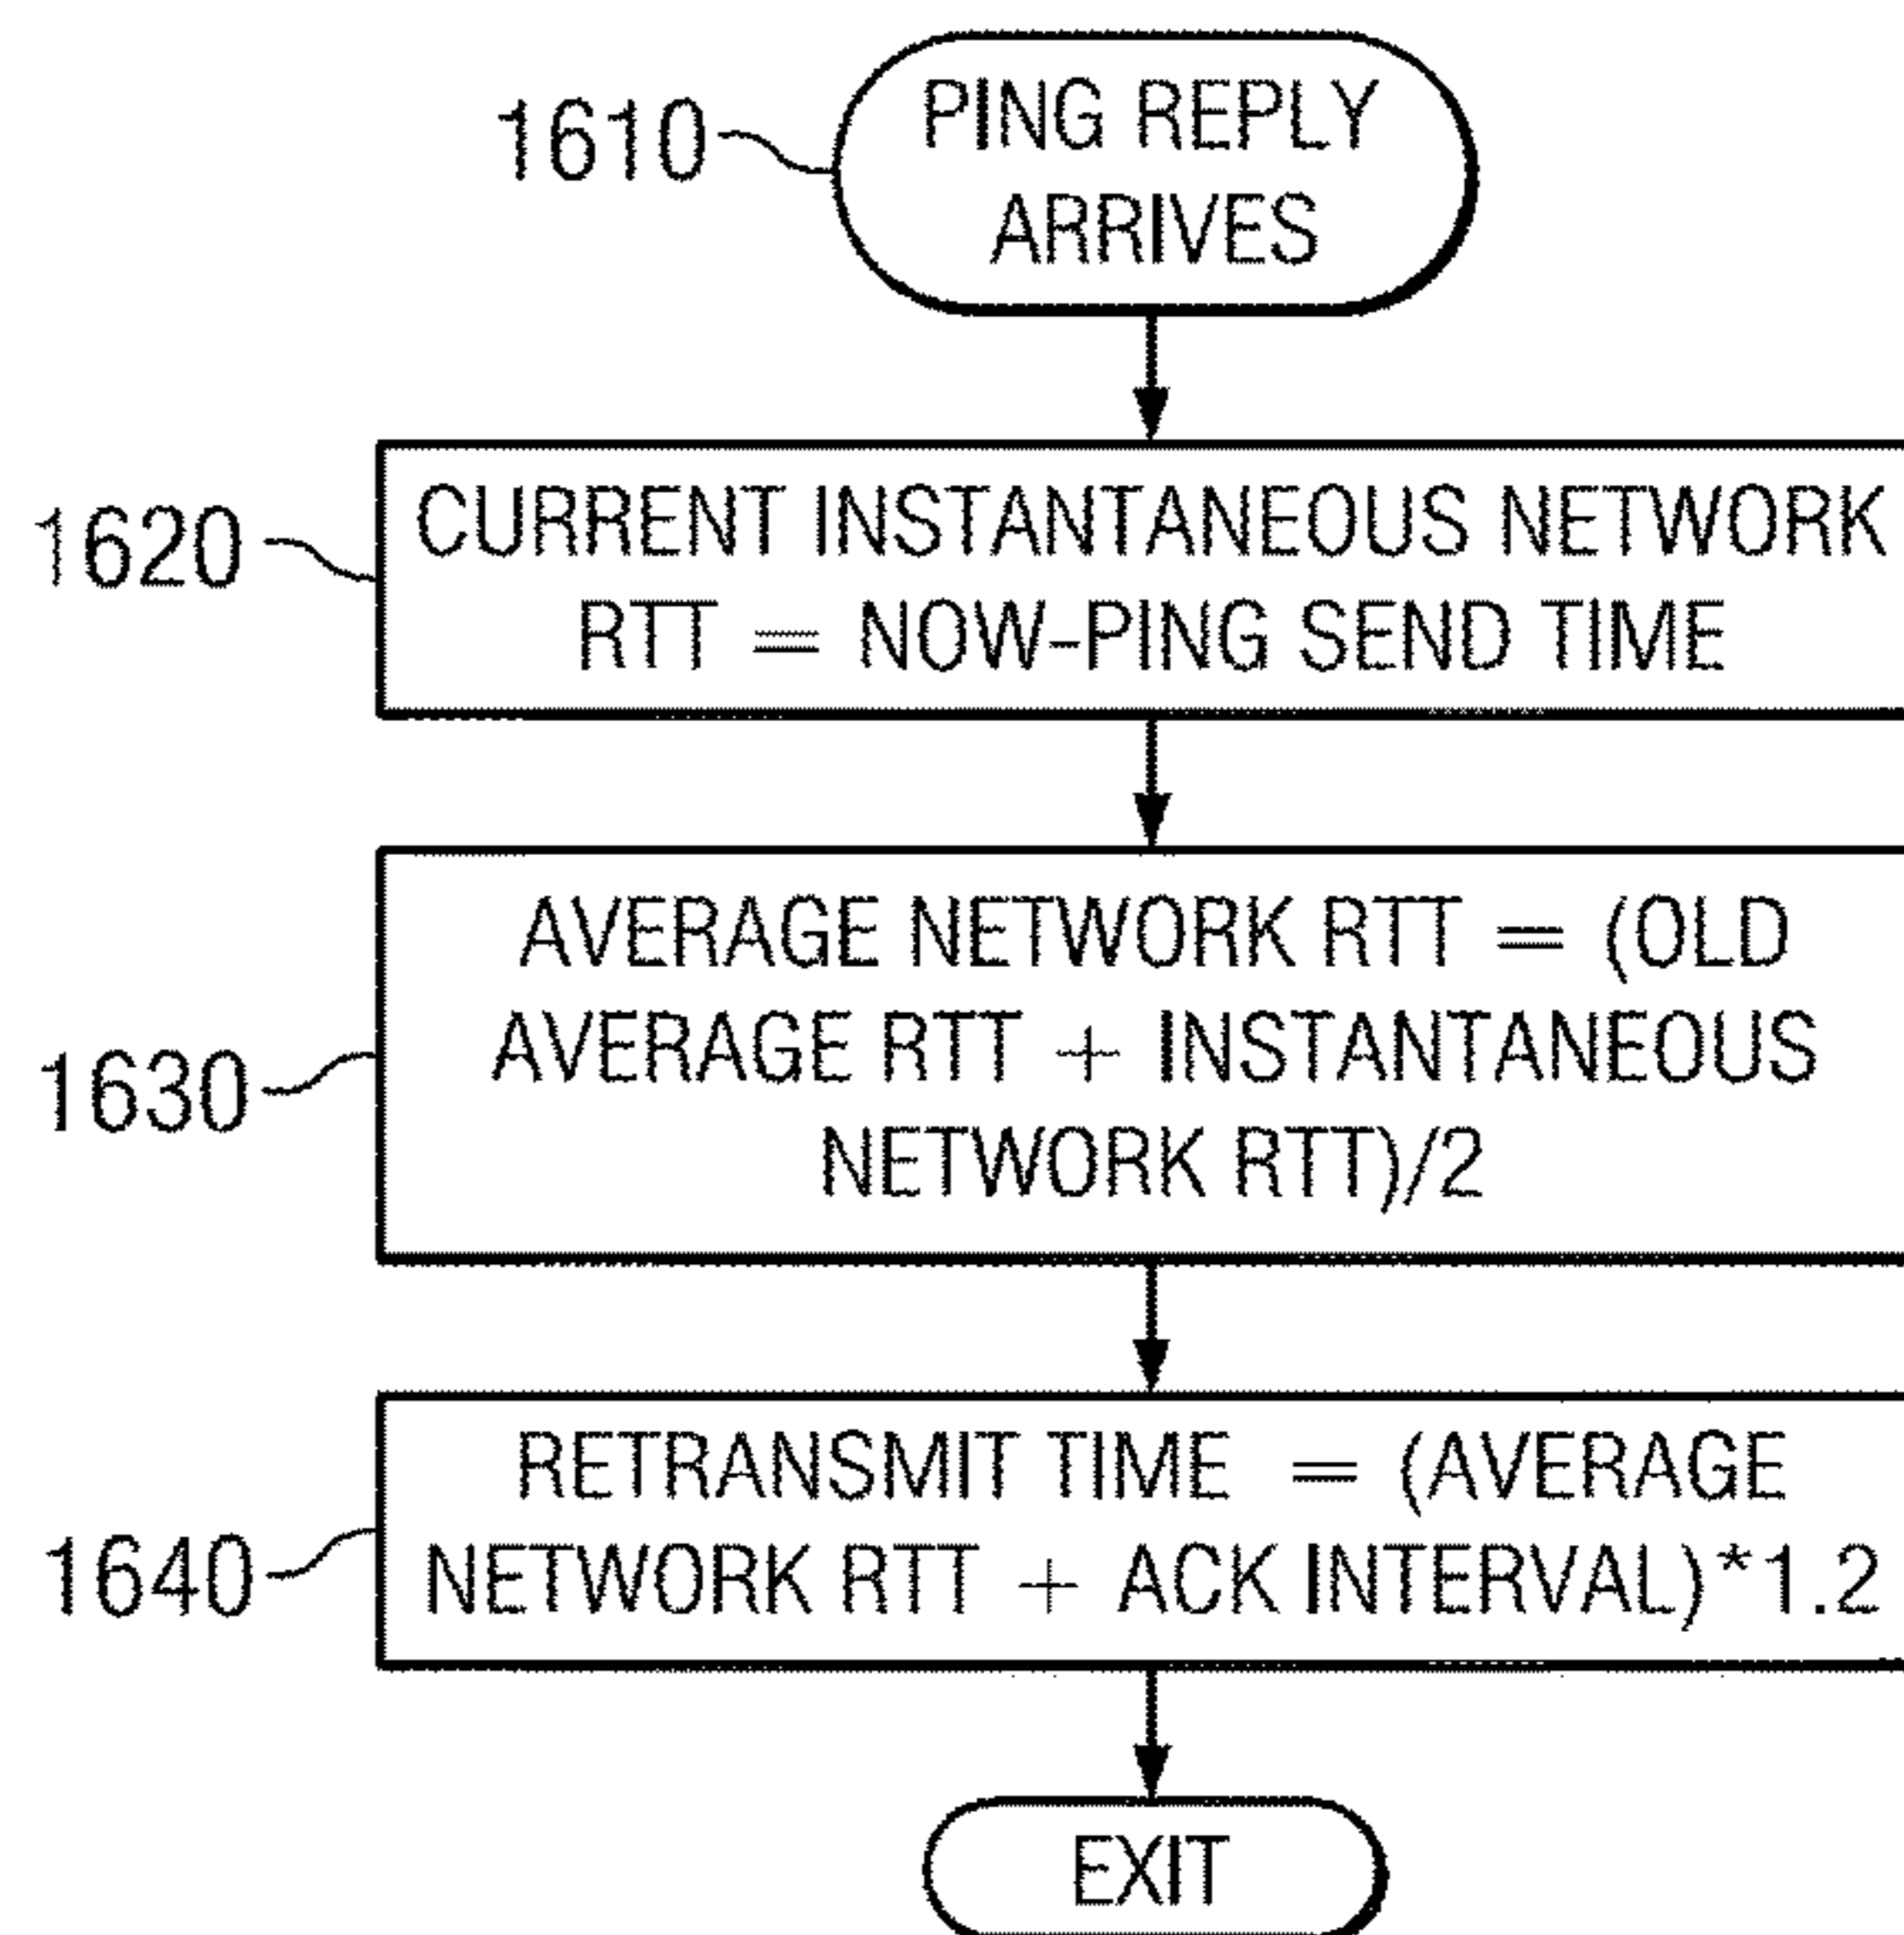 1610
PING REPLY
ARRIVES
1620
CURRENT INSTANTANEOUS NETWORK
RTT = NOW-PING SEND TIME
1630
AVERAGE NETWORK RTT = (OLD
AVERAGE RTT + INSTANTANEOUS
NETWORK RTT)/2
1640
RETRANSMIT TIME = (AVERAGE
NETWORK RTT + ACK INTERVAL)*1.2
EXIT